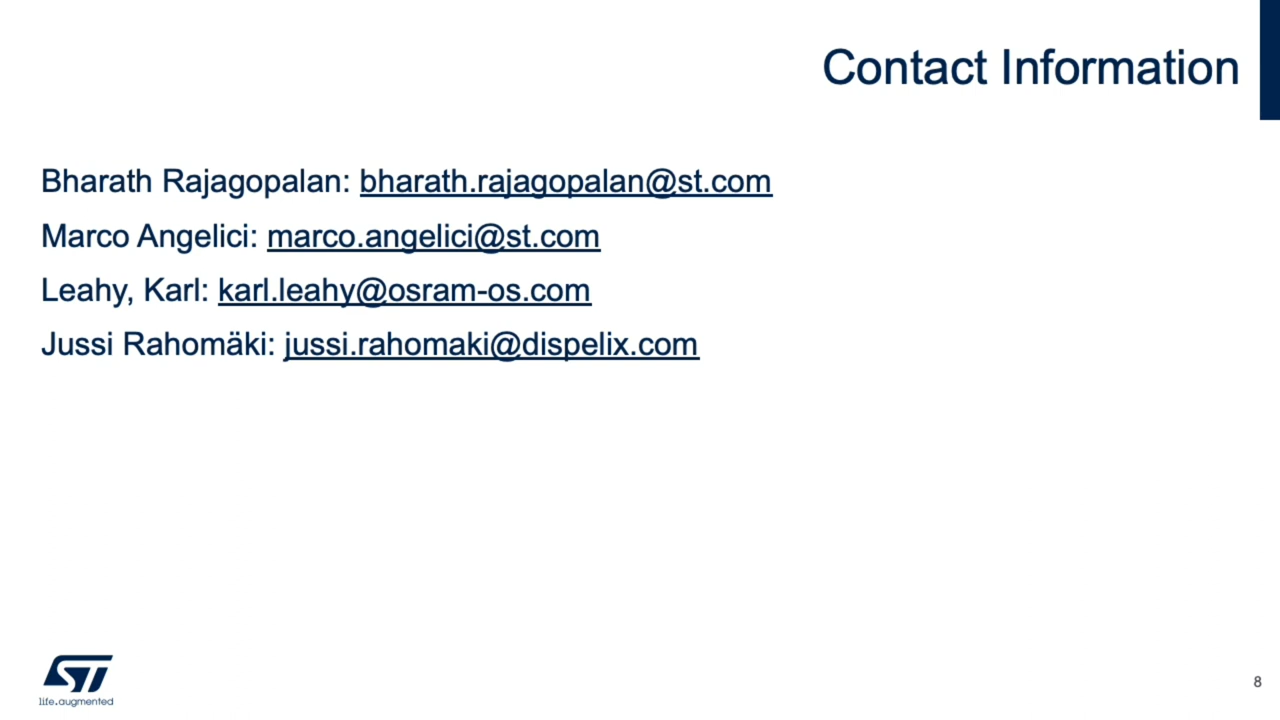 Contact Information
Bharath Rajagopalan: bharath.rajagopalan@st.com
Marco Angelici: marco.angelici@st.com
Leahy, Karl: karl.leahy@osram-os.com
Jussi Rahomäki: jussi.rahomaki@dispelix.com
ST
life.augmented
8